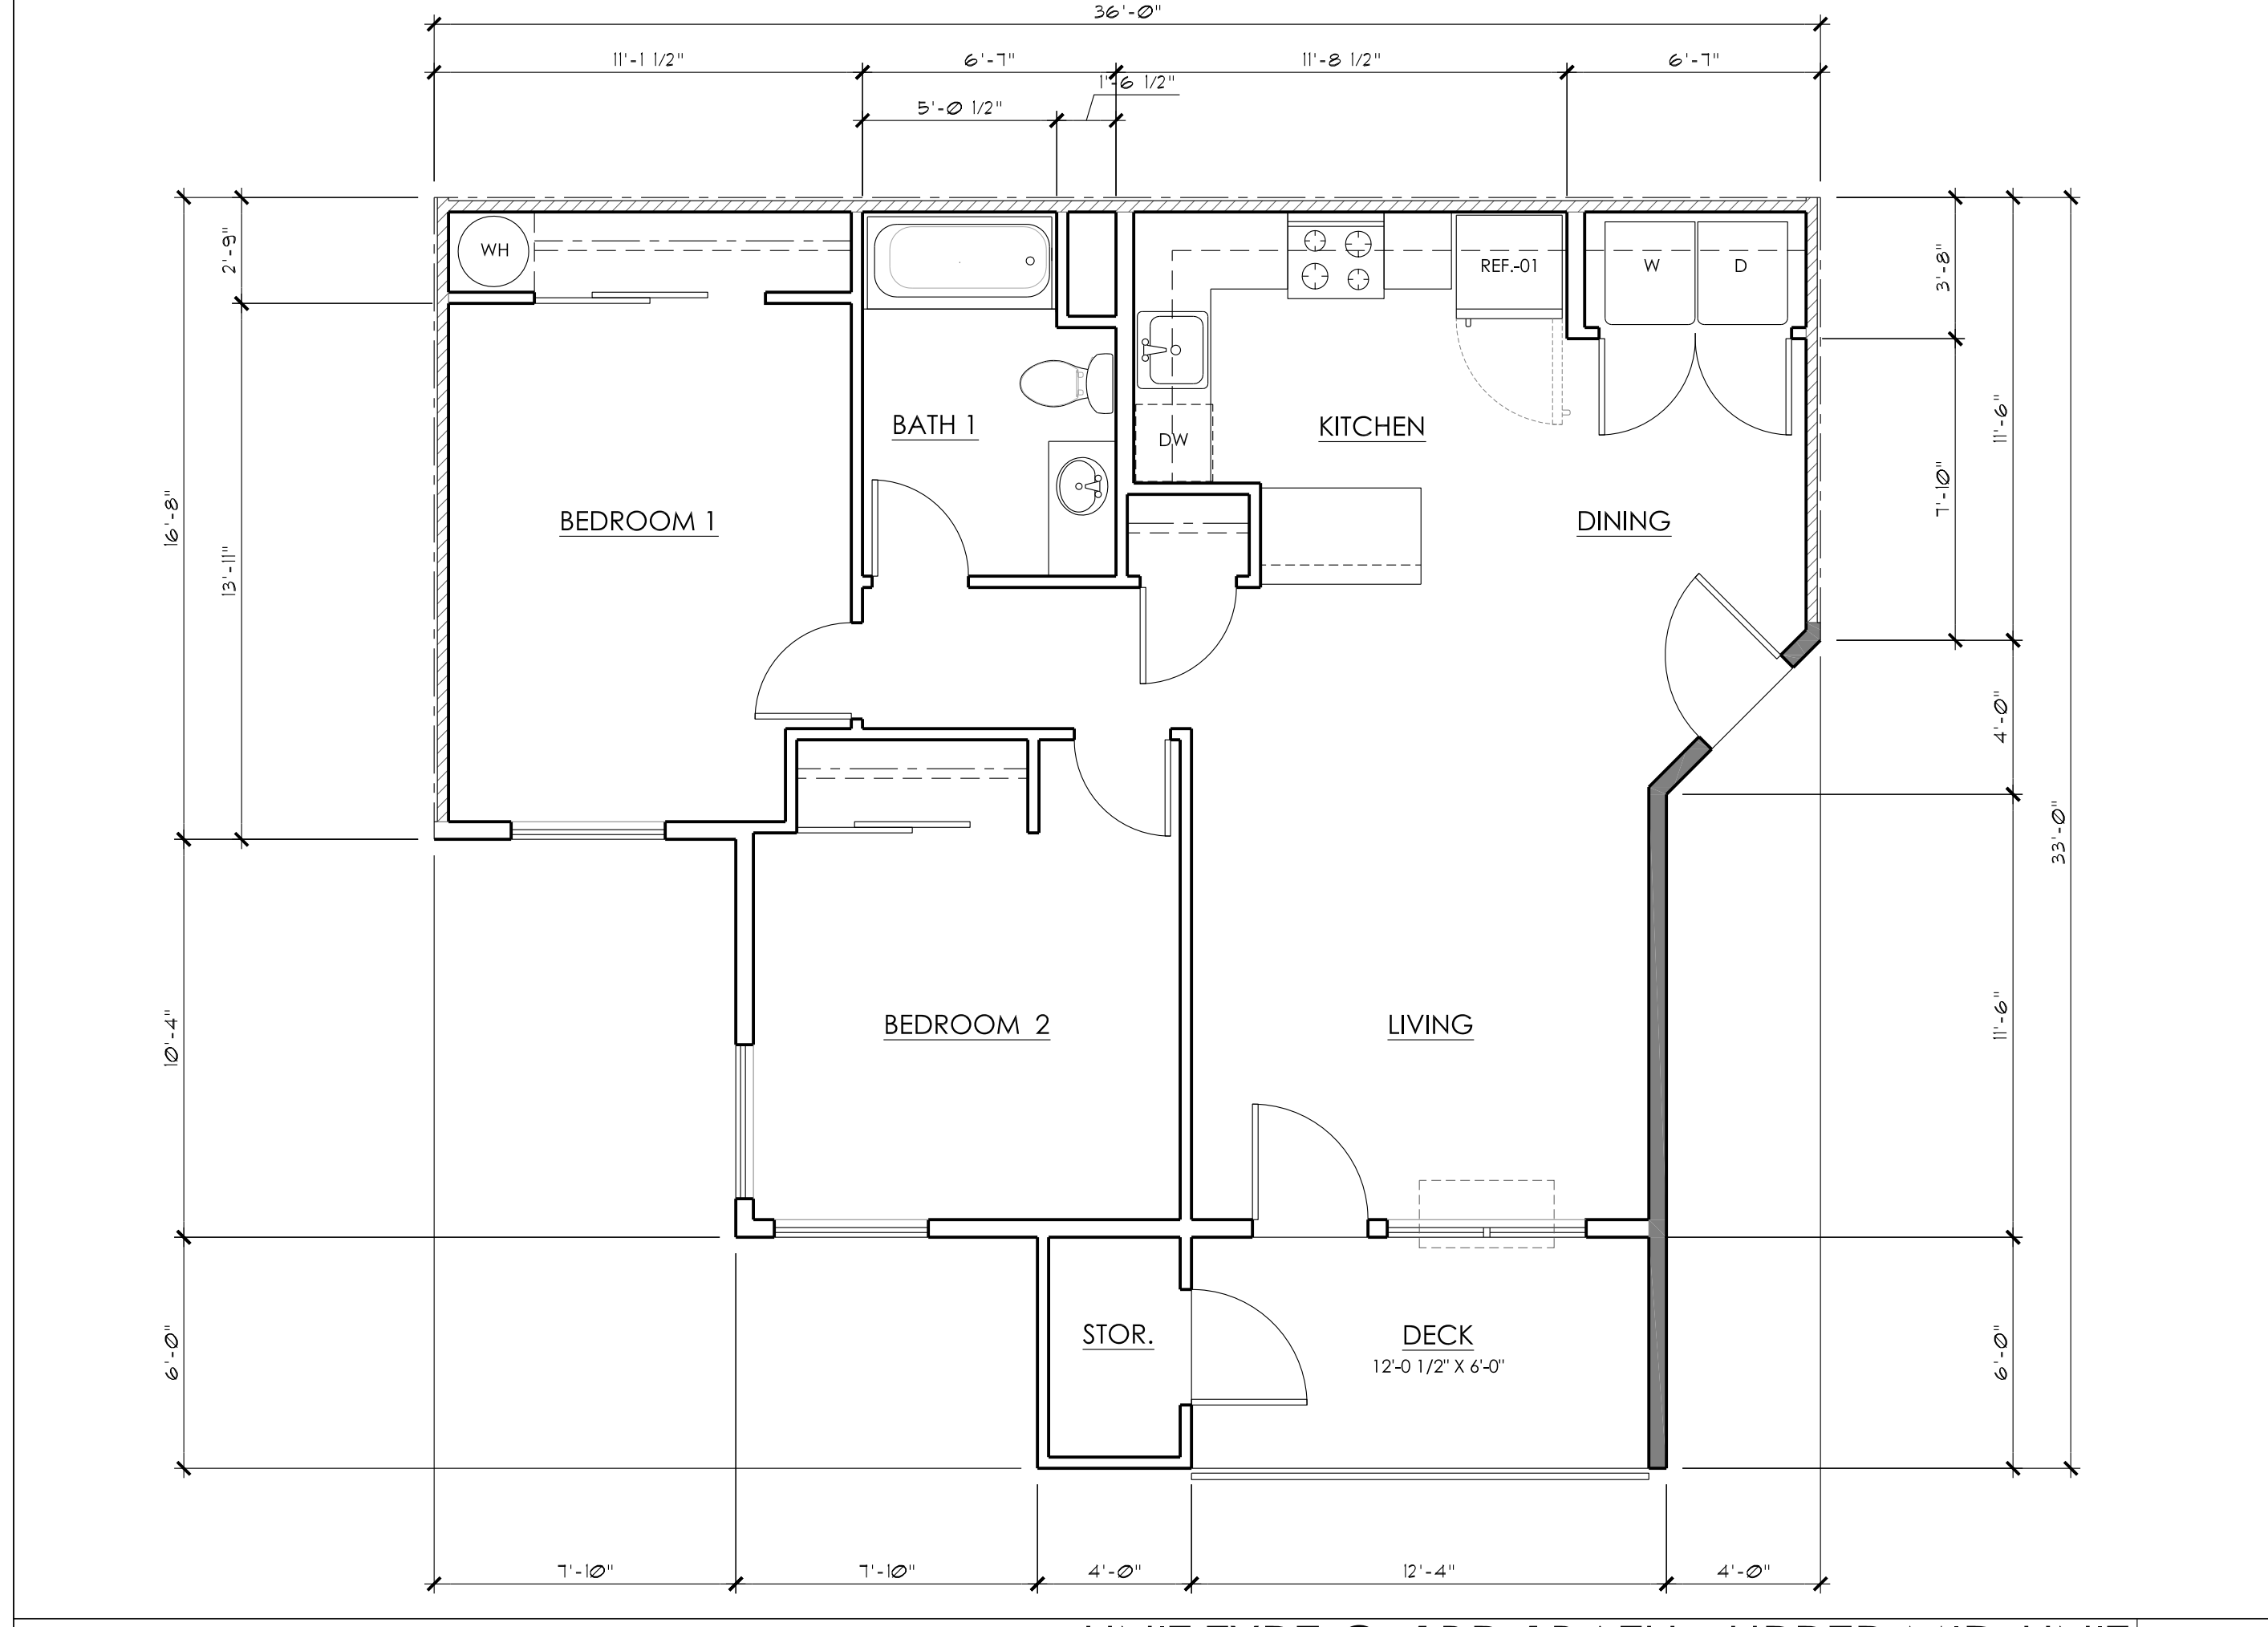 36'-0"
11'-1 1/2"
6'-7"
11'-8 1/2"
6'-7"
1'-6 1/2"
5'-0 1/2"
2'-9"
3'-8"
WH
REF.-01
W
D
BATH 1
KITCHEN
DW
11'-6"
7'-10"
16'-8"
BEDROOM 1
DINING
13'-11"
4'-0"
33'-0"
10'-4"
BEDROOM 2
LIVING
11'-6"
6'-0"
STOR.
DECK
12'-0 1/2" X 6'-0"
6'-0"
7'-10"
7'-10"
4'-0"
12'-4"
4'-0"